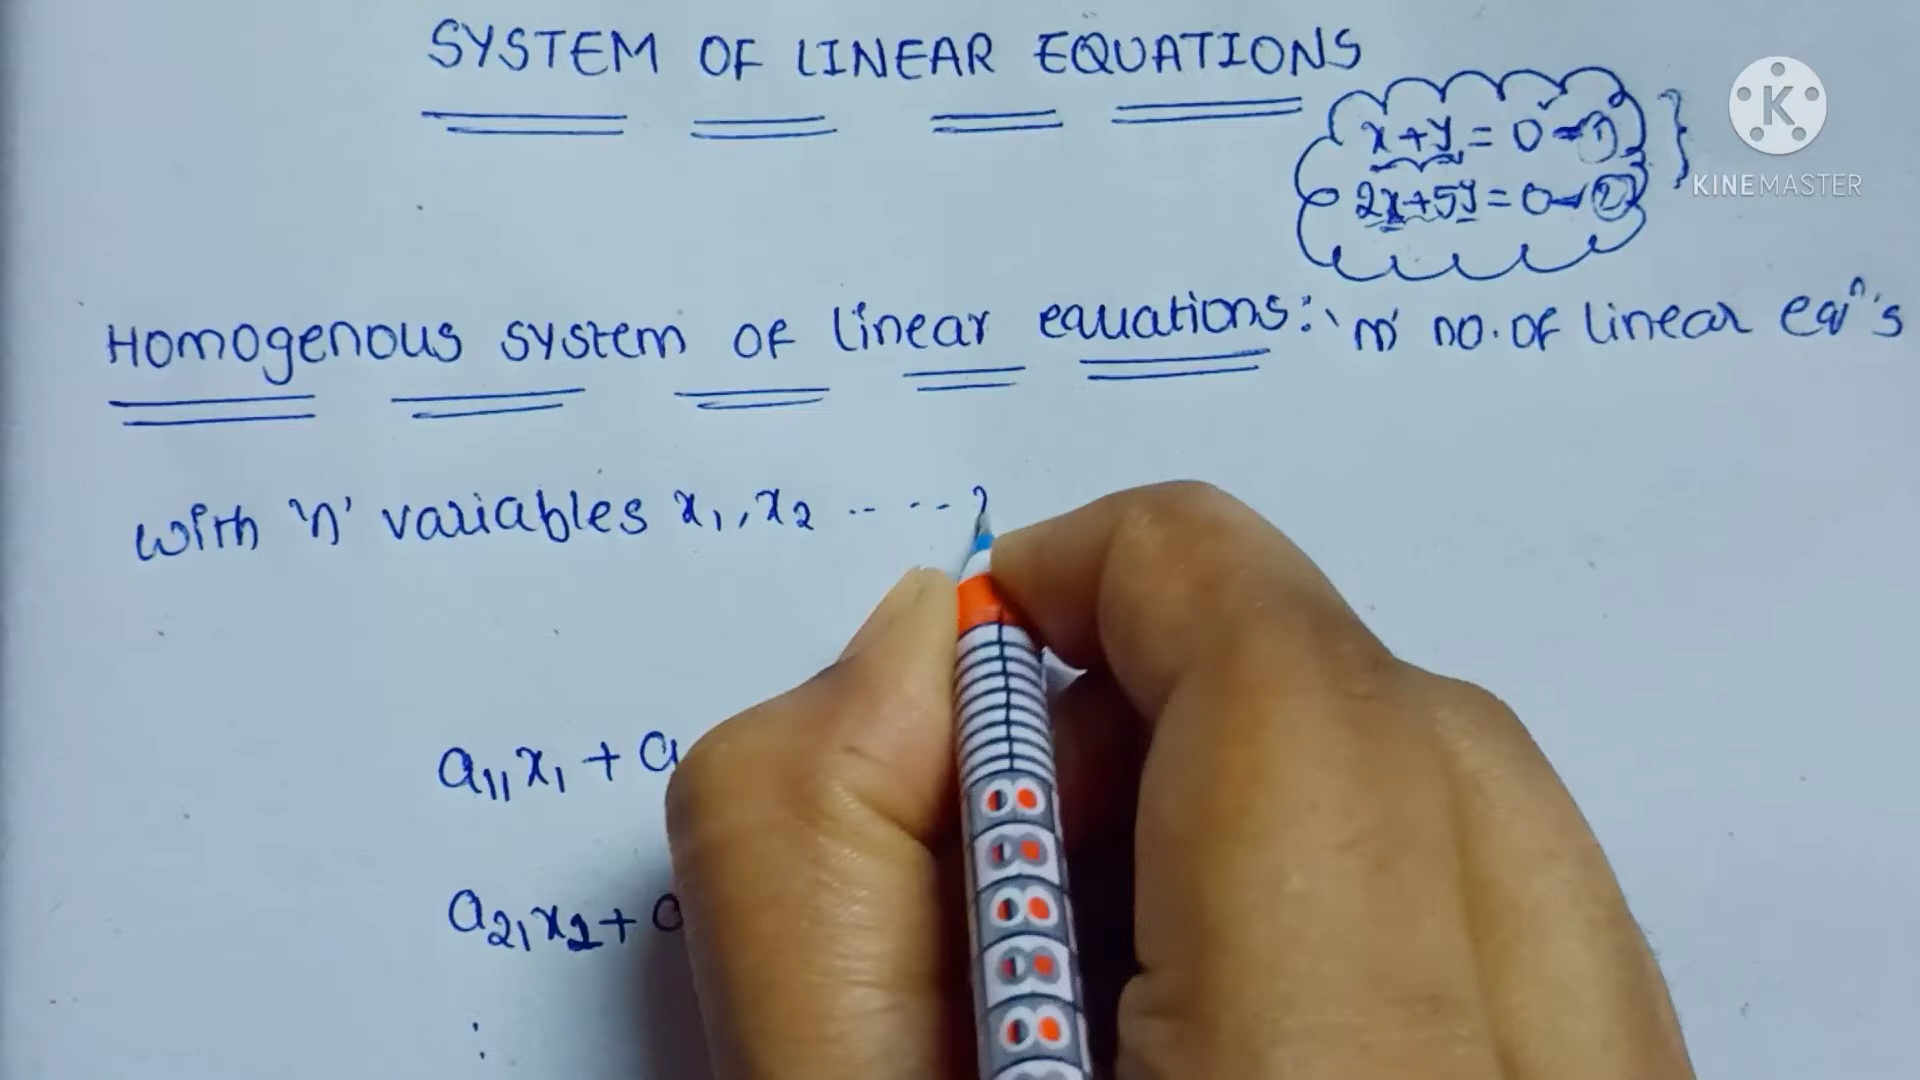 SYSTEM OF LINEAR EQUATIONS
x+y = 0 → ①
2x+5y = 0 → ②
K
KINEMASTER
Homogenous system of linear equations: 'm' no. of linear eqn's
with 'n' variables x1, x2 -- --
a11x1 + a
a21x2 + a
: